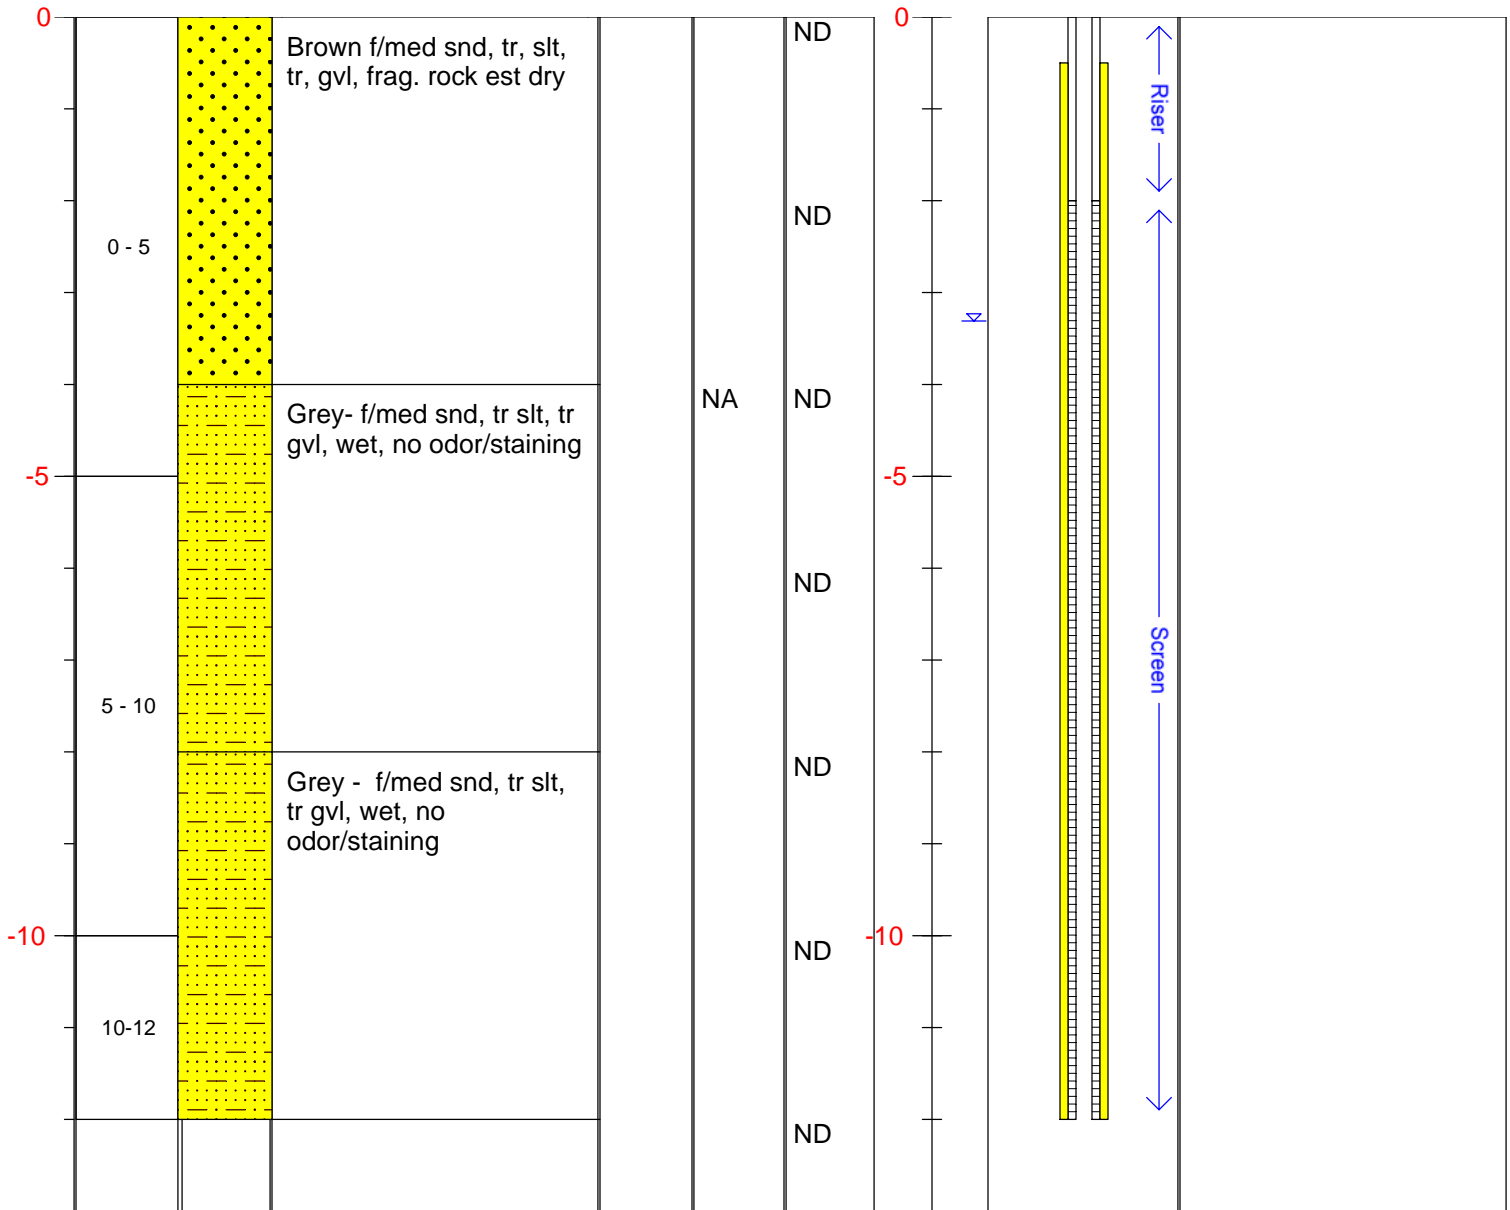 0
Brown f/med snd, tr, slt,
tr, gvl, frag. rock est dry
ND
0
Riser
0 - 5
ND
NA
ND
Grey- f/med snd, tr slt, tr
gvl, wet, no odor/staining
-5
-5
ND
Screen
5 - 10
ND
Grey -  f/med snd, tr slt,
tr gvl, wet, no
odor/staining
-10
ND
-10
10-12
ND